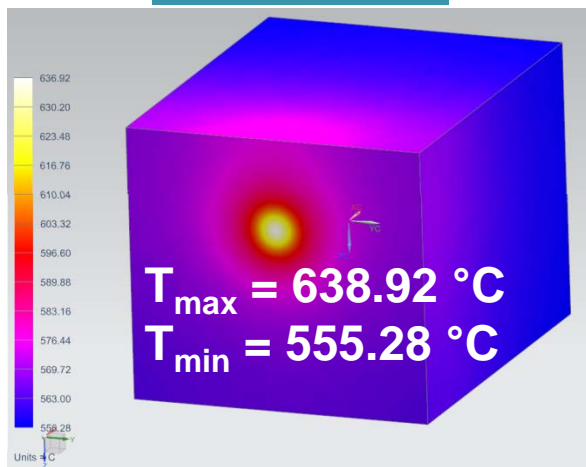 636.92
630.20
623.48
616.76
610.04
603.32
596.60
589.88
583.16
576.44
569.72
563.00
556.28
Units = C
YC
Y
Z
Tmax = 638.92 °C
Tmin = 555.28 °C